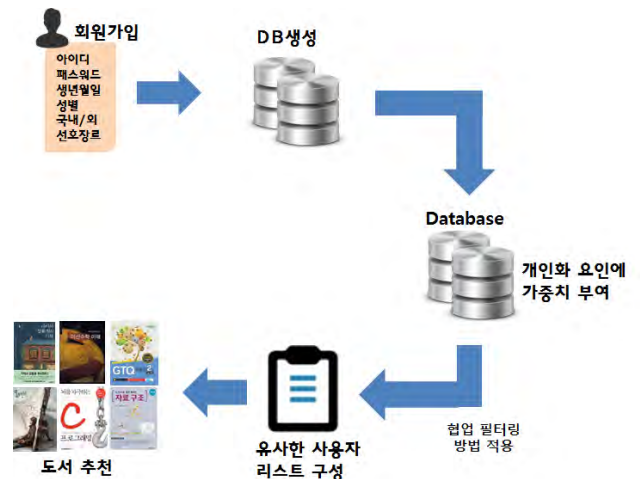 회원가입
아이디
패스워드
생년월일
성별
국내/외
선호장르
DB생성
Database
개인화 요인에
가중치 부여
협업 필터링
방법 적용
유사한 사용자
리스트 구성
GTQ
2
C
프로그래밍
자료 구조
도서 추천